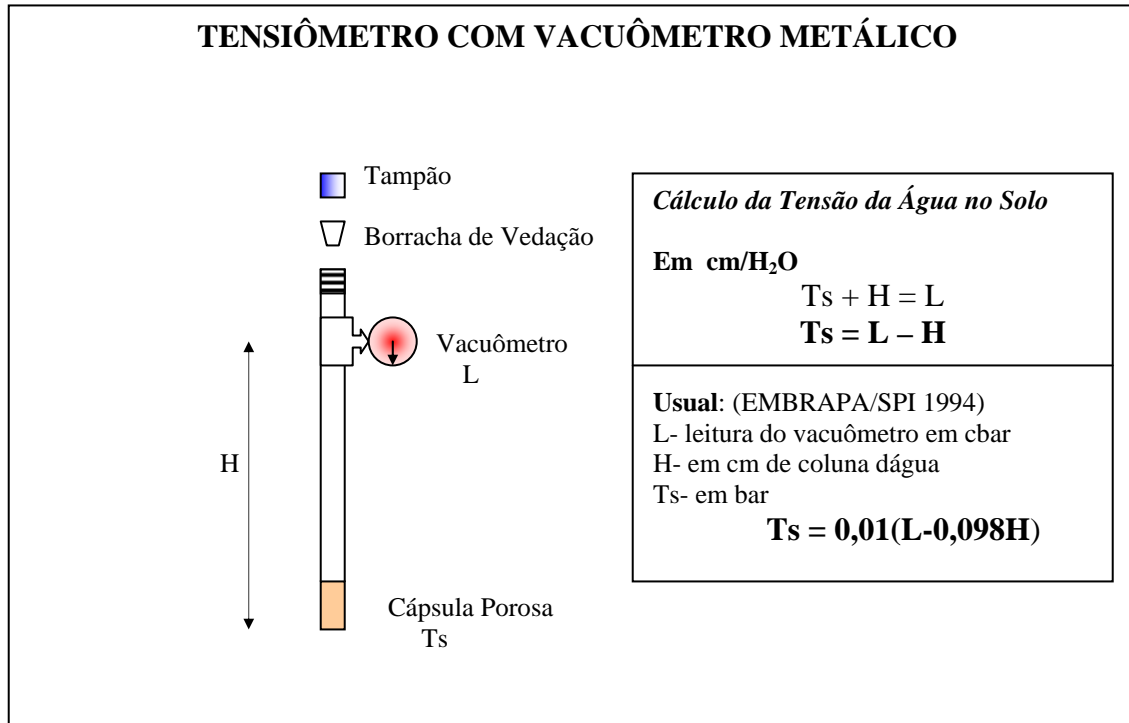 TENSIÔMETRO COM VACUÔMETRO METÁLICO
Tampão
Borracha de Vedação
Vacuômetro
L
H
Cápsula Porosa
Ts
Cálculo da Tensão da Água no Solo
Em cm/H₂O
Ts + H = L
Ts = L – H
Usual: (EMBRAPA/SPI 1994)
L- leitura do vacuômetro em cbar
H- em cm de coluna dágua
Ts- em bar
Ts = 0,01(L-0,098H)